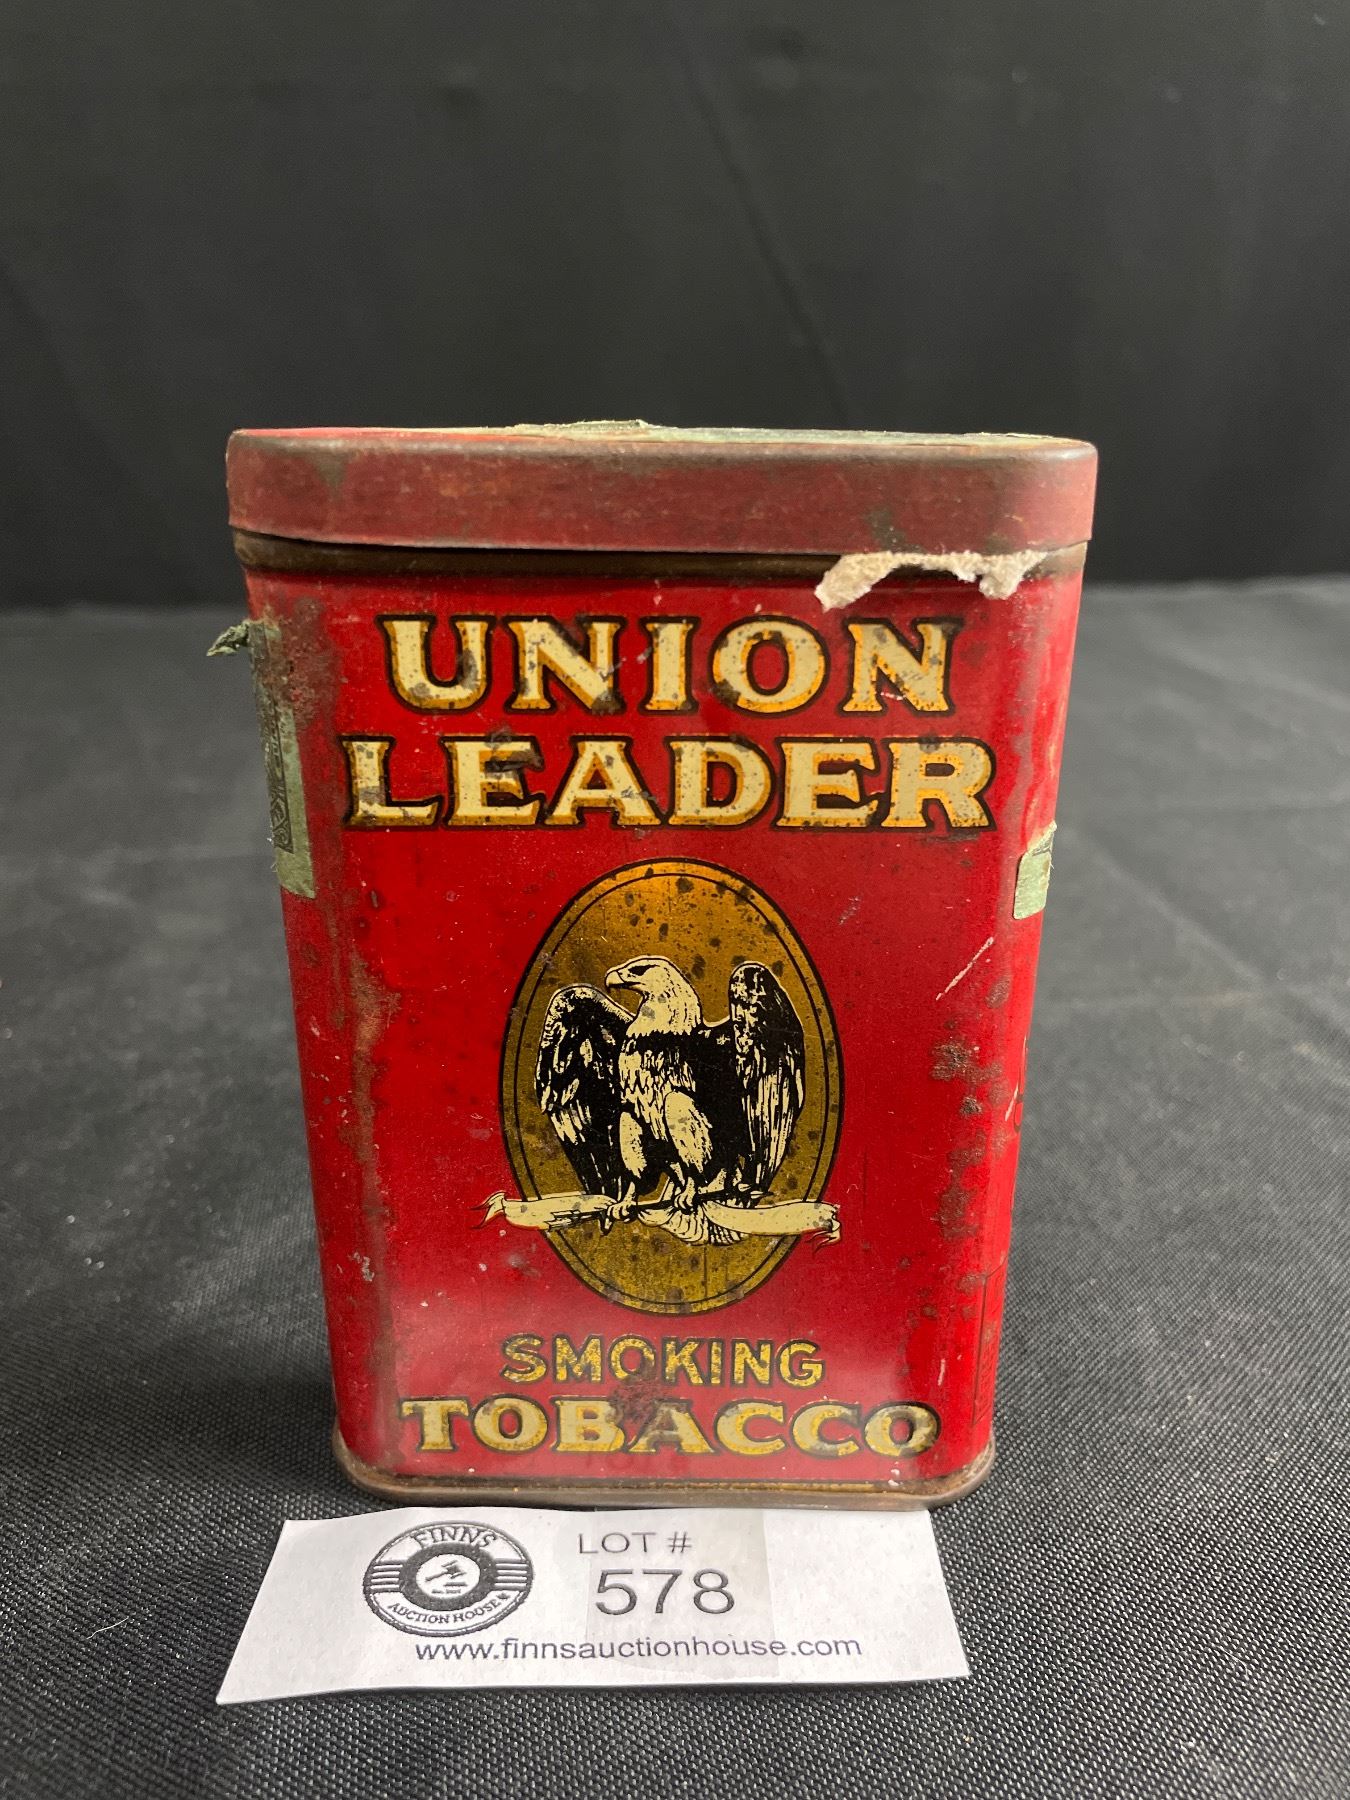 UNION
LEADER
SMOKING
TOBACCO
FINNS
AUCTION HOUSE
LOT #
578
www.finnsauctionhouse.com